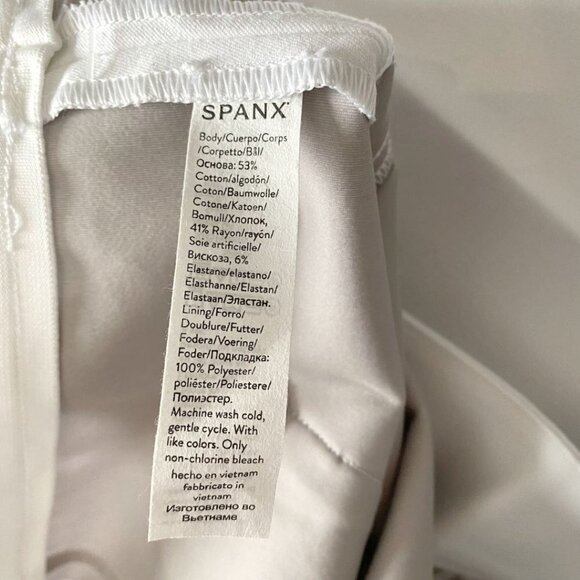 SPANX
Body/Cuerpo/Corps
/Corpetto/Bål/
Основа: 53%
Cotton/algodón/
Coton/Baumwolle/
Cotone/Katoen/
Bomull/Хлопок,
41% Rayon/rayón/
Soie artificielle/
Вискоза, 6%
Elastane/elastano/
Elasthanne/Elastan/
Elastaan/Эластан.
Lining/Forro/
Doublure/Futter/
Fodera/Voering/
Foder/Подкладка:
100% Polyester/
poliéster/Poliestere/
Полиэстер.
Machine wash cold,
gentle cycle. With
like colors. Only
non-chlorine bleach
hecho en vietnam
fabbricato in
vietnam
Изготовлено во
Вьетнаме